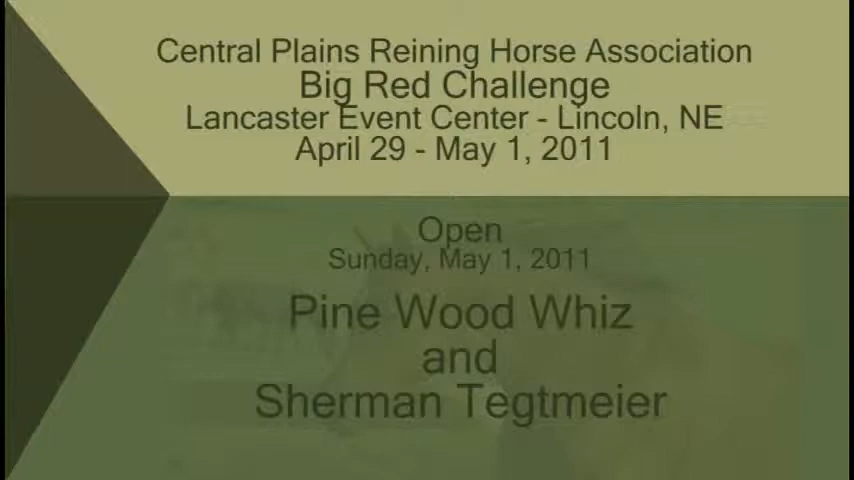 Central Plains Reining Horse Association
Big Red Challenge
Lancaster Event Center - Lincoln, NE
April 29 - May 1, 2011
Open
Sunday, May 1, 2011
Pine Wood Whiz
and
Sherman Tegtmeier